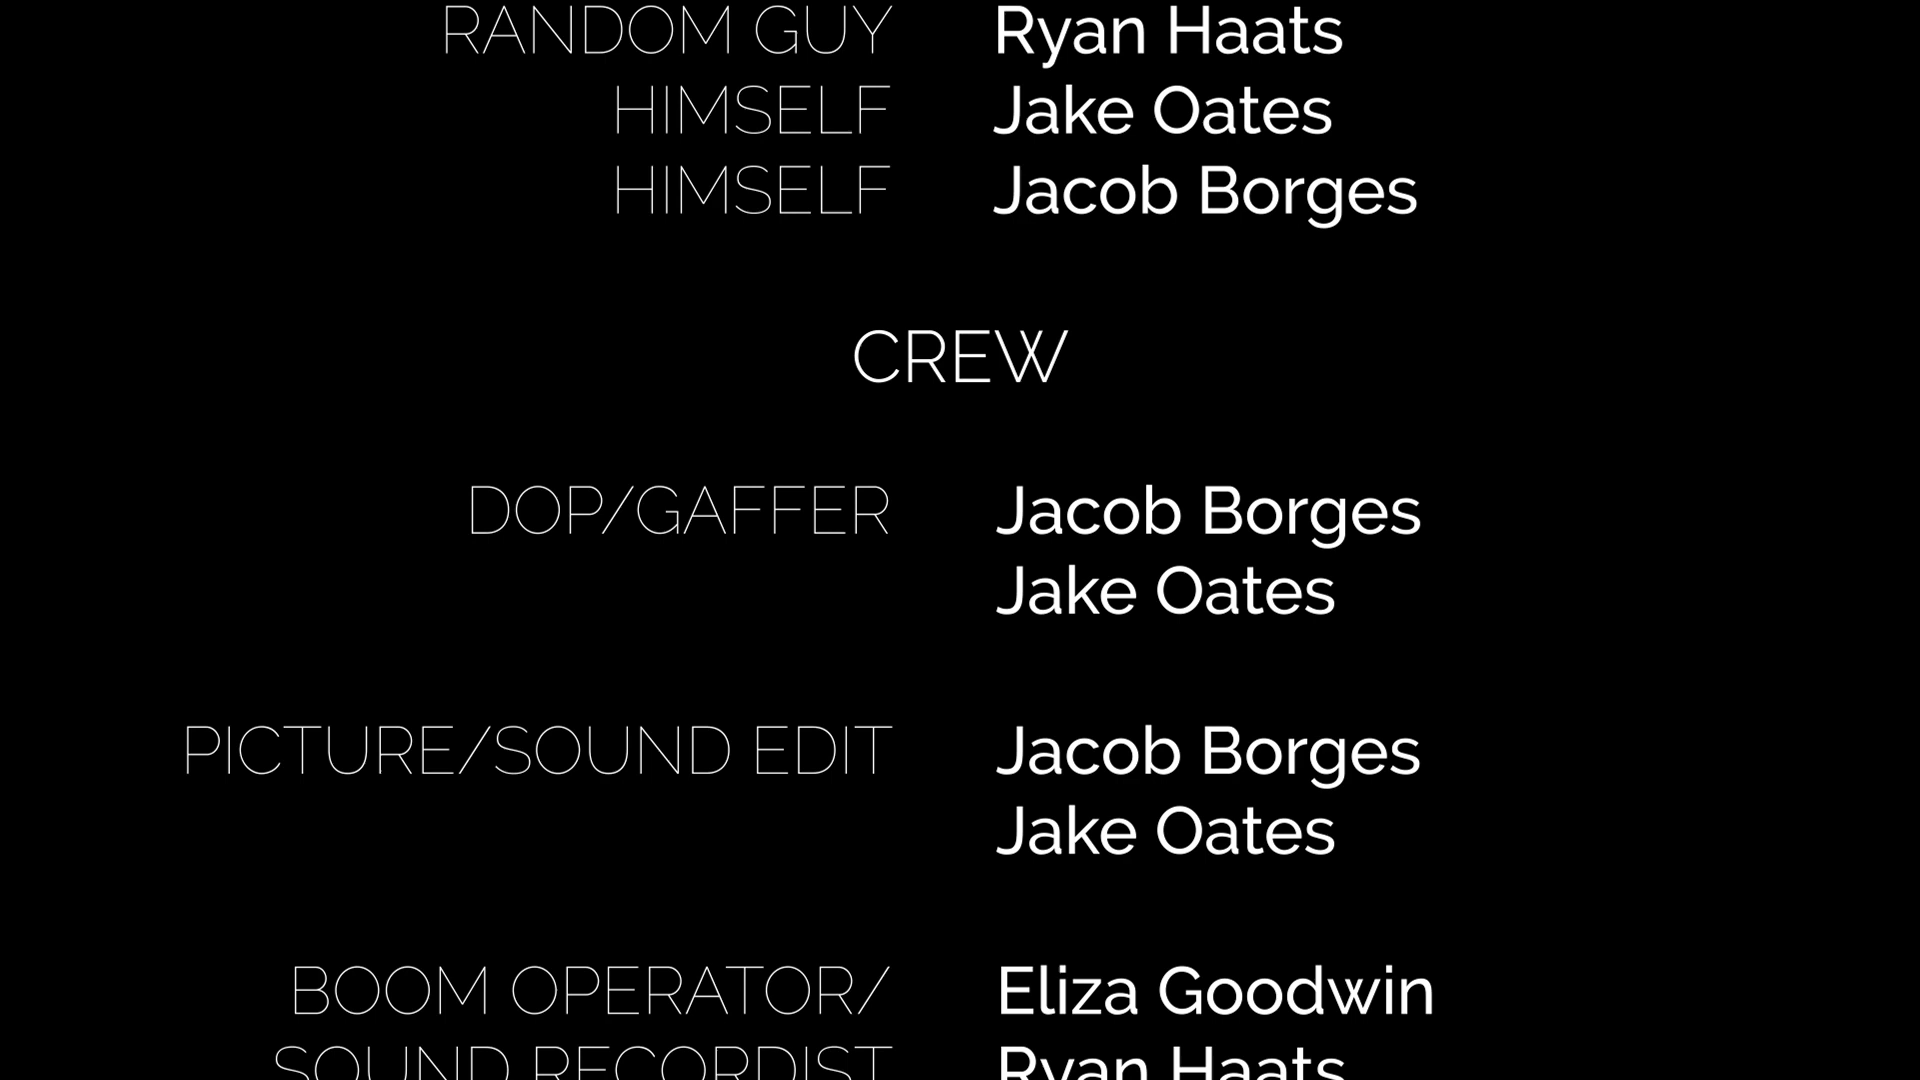 RANDOM GUY Ryan Haats
HIMSELF Jake Oates
HIMSELF Jacob Borges
CREW
DOP/GAFFER Jacob Borges
Jake Oates
PICTURE/SOUND EDIT Jacob Borges
Jake Oates
BOOM OPERATOR/ Eliza Goodwin
SOUND RECORDIST Ryan Haats